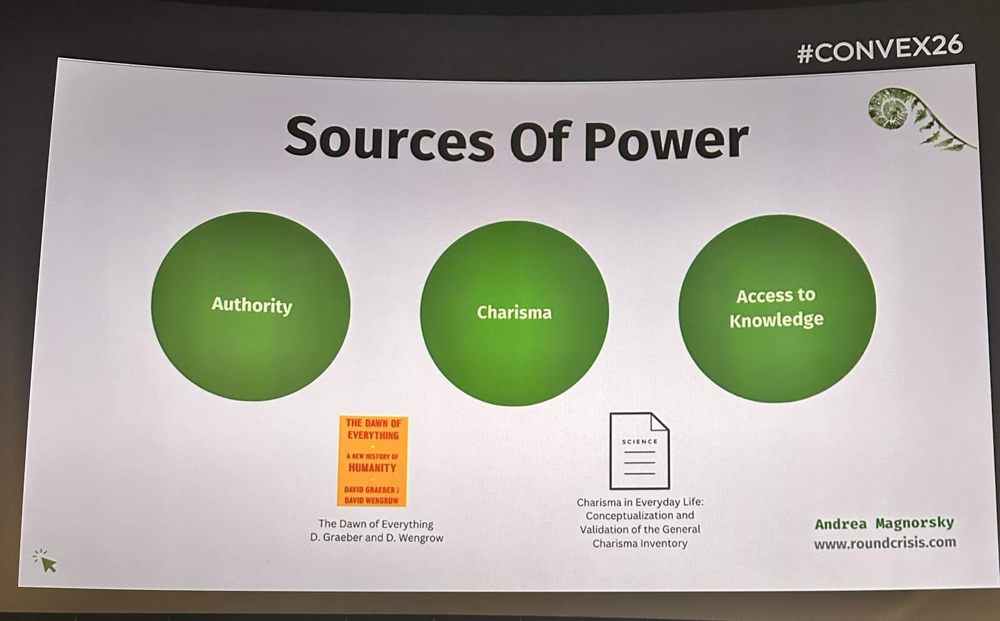 #CONVEX26
Sources Of Power
Authority
Charisma
Access to
Knowledge
THE DAWN OF
EVERYTHING
A NEW HISTORY OF
HUMANITY
DAVID GRAEBER
DAVID WENGROW
The Dawn of Everything
D. Graeber and D. Wengrow
SCIENCE
Charisma in Everyday Life:
Conceptualization and
Validation of the General
Charisma Inventory
Andrea Magnorsky
www.roundcrisis.com